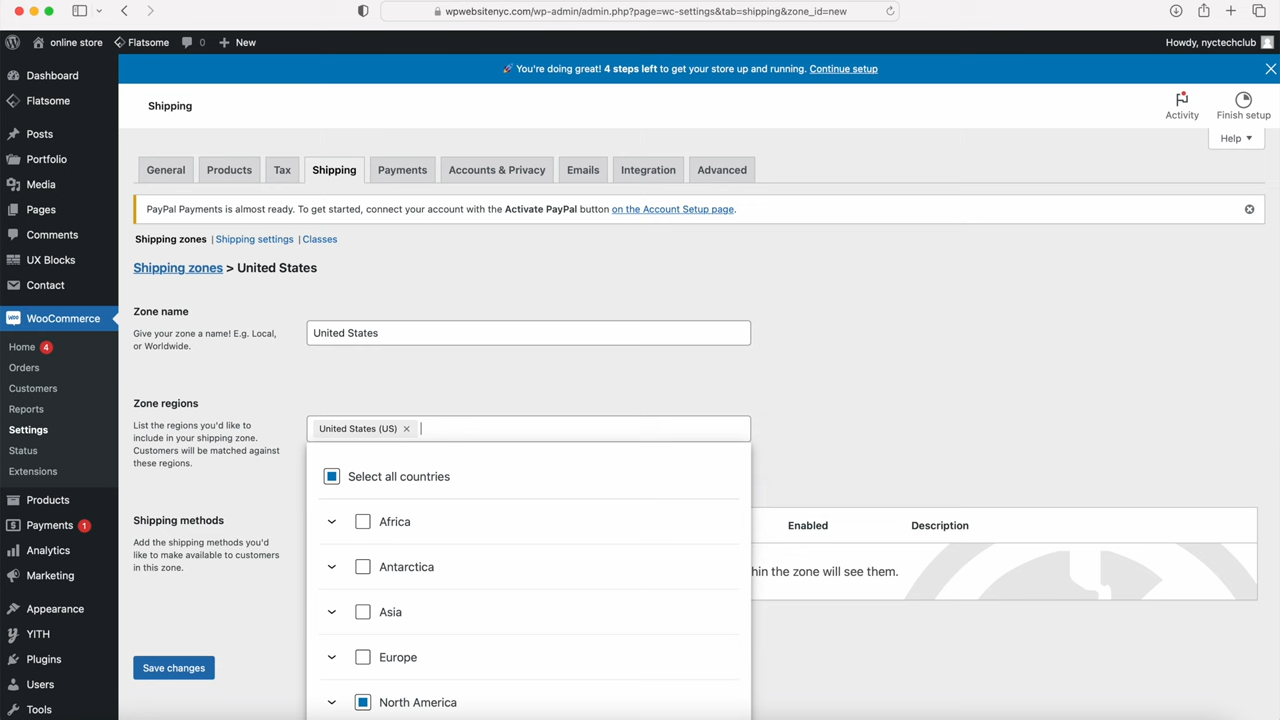 wpwebsitenyc.com/wp-admin/admin.php?page=wc-settings&tab=shipping&zone_id=new
online store
Flatsome
0
New
Howdy, nyctechclub
🚀 You're doing great! 4 steps left to get your store up and running. Continue setup
Dashboard
Flatsome
Posts
Portfolio
Media
Pages
Comments
UX Blocks
Contact
WooCommerce
Home 4
Orders
Customers
Reports
Settings
Status
Extensions
Products
Payments 1
Analytics
Marketing
Appearance
YITH
Plugins
Users
Tools
Shipping
Activity
Finish setup
Help
General
Products
Tax
Shipping
Payments
Accounts & Privacy
Emails
Integration
Advanced
PayPal Payments is almost ready. To get started, connect your account with the Activate PayPal button on the Account Setup page.
Shipping zones | Shipping settings | Classes
Shipping zones > United States
Zone name
Give your zone a name! E.g. Local,
or Worldwide.
United States
Zone regions
List the regions you'd like to
include in your shipping zone.
Customers will be matched against
these regions.
United States (US) ×
Select all countries
Africa
Antarctica
Asia
Europe
North America
Shipping methods
Add the shipping methods you'd
like to make available to customers
in this zone.
Enabled
Description
hin the zone will see them.
Save changes